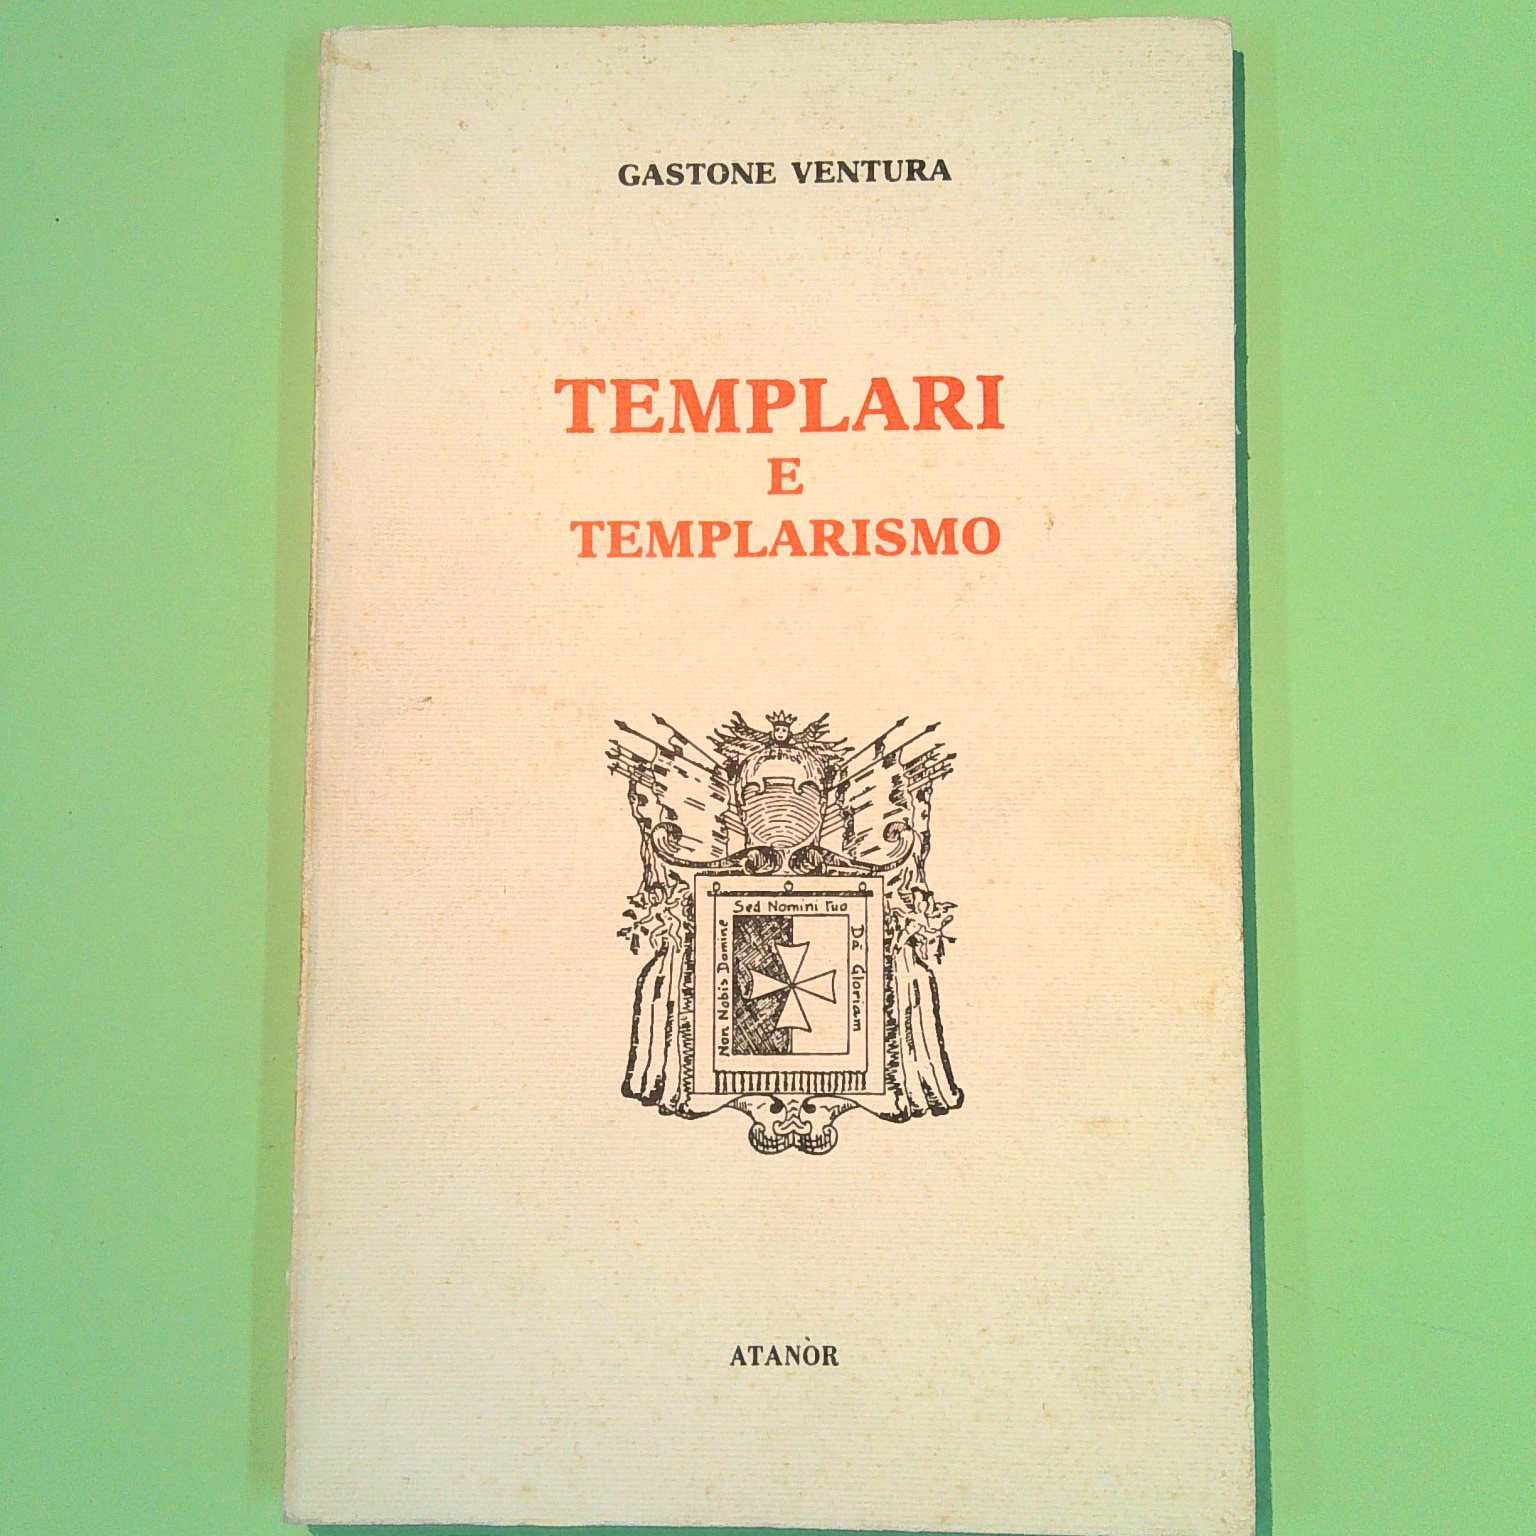 GASTONE VENTURA
TEMPLARI
E
TEMPLARISMO
Non Nobis Domine
Sed Nomini Tuo
Da Gloriam
ATANÒR